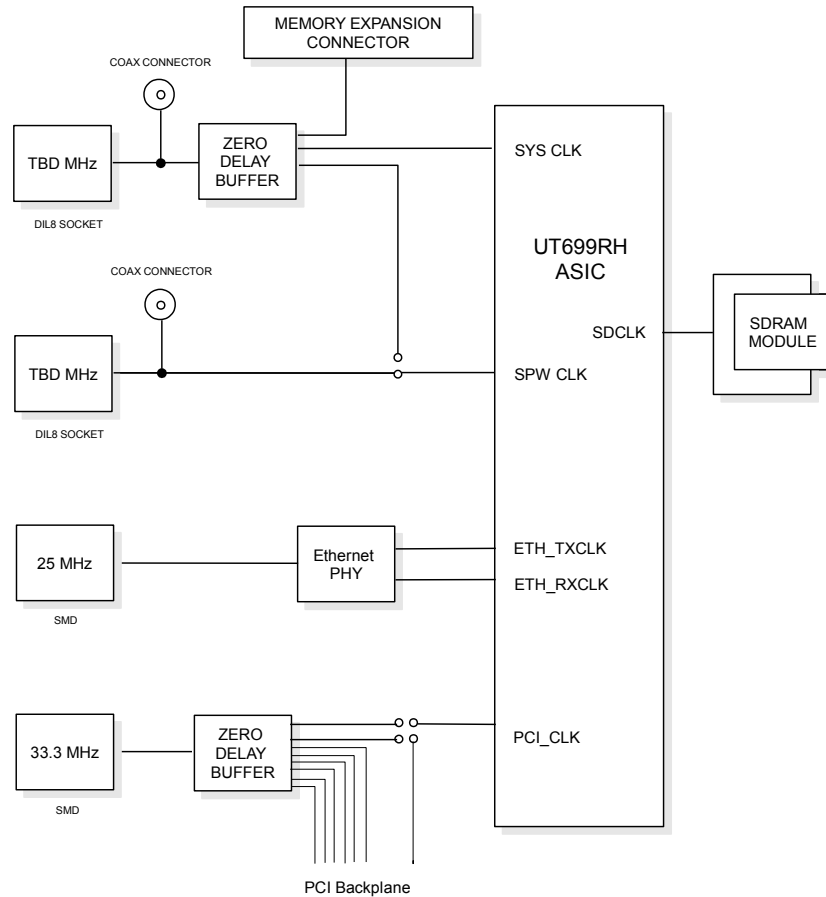 MEMORY EXPANSION
CONNECTOR
COAX CONNECTOR
TBD MHz
DIL8 SOCKET
ZERO
DELAY
BUFFER
SYS CLK
UT699RH
ASIC
COAX CONNECTOR
TBD MHz
DIL8 SOCKET
SPW CLK
SDCLK
SDRAM
MODULE
25 MHz
SMD
Ethernet
PHY
ETH_TXCLK
ETH_RXCLK
33.3 MHz
SMD
ZERO
DELAY
BUFFER
PCI_CLK
PCI Backplane